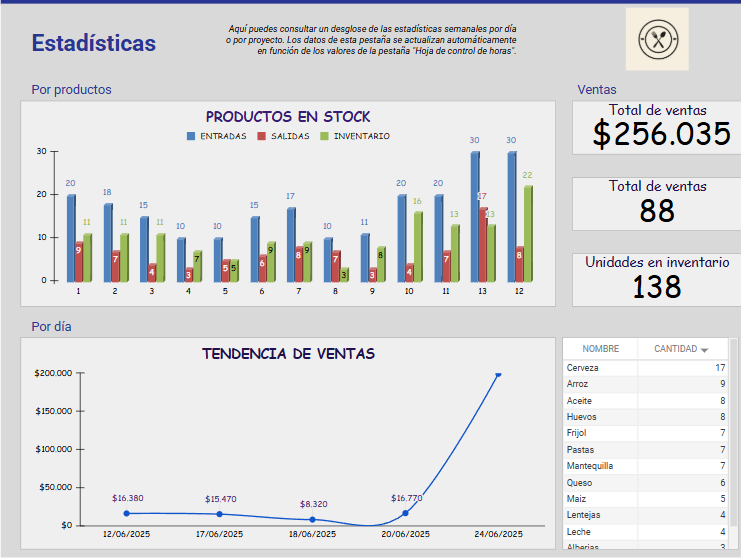 Estadísticas
Aquí puedes consultar un desglose de las estadísticas semanales por día
o por proyecto. Los datos de esta pestaña se actualizan automáticamente
en función de los valores de la pestaña "Hoja de control de horas".
Por productos
PRODUCTOS EN STOCK
ENTRADAS SALIDAS INVENTARIO
30
20
10
0
20 9 11
18 7 11
15 4 11
10 3 7
10 5 5
15 6 9
17 8 9
10 7 3
11 3 8
20 4 16
20 7 13
30 17 13
30 8 22
1 2 3 4 5 6 7 8 9 10 11 13 12
Ventas
Total de ventas
$256.035
Total de ventas
88
Unidades en inventario
138
Por día
TENDENCIA DE VENTAS
$200.000
$150.000
$100.000
$50.000
$0
$16.380 $15.470 $8.320 $16.770
12/06/2025 17/06/2025 18/06/2025 20/06/2025 24/06/2025
NOMBRE CANTIDAD
Cerveza 17
Arroz 9
Aceite 8
Huevos 8
Frijol 7
Pastas 7
Mantequilla 7
Queso 6
Maiz 5
Lentejas 4
Leche 4